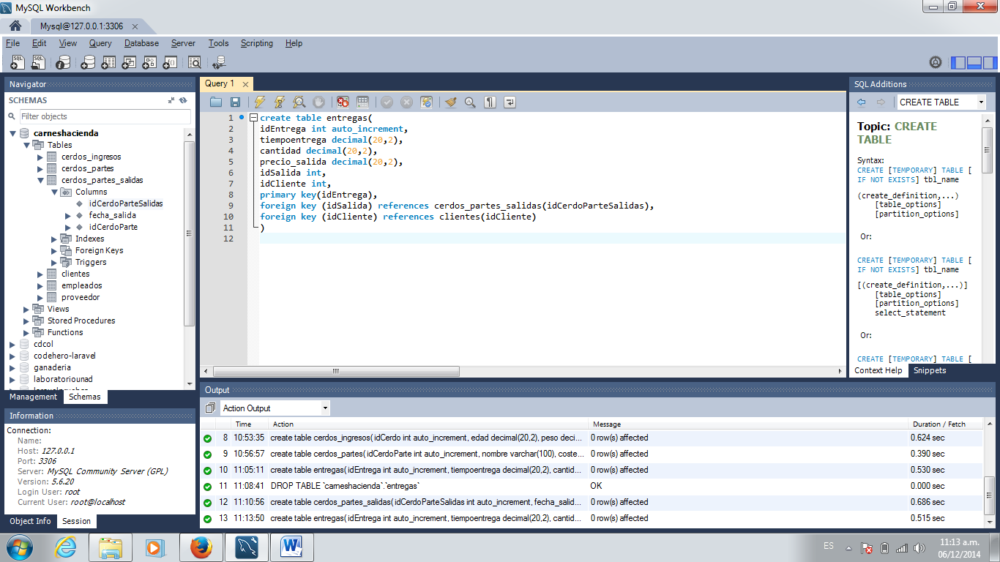 MySQL Workbench
Mysql@127.0.0.1:3306
File Edit View Query Database Server Tools Scripting Help
Navigator
SCHEMAS
Filter objects
carneshacienda
Tables
cerdos_ingresos
cerdos_partes
cerdos_partes_salidas
Columns
idCerdoParteSalidas
fecha_salida
idCerdoParte
Indexes
Foreign Keys
Triggers
clientes
empleados
proveedor
Views
Stored Procedures
Functions
cdcol
codehero-laravel
ganaderia
laboratoriounad
Management Schemas
Information
Connection:
Name:
Host: 127.0.0.1
Port: 3306
Server: MySQL Community Server (GPL)
Version: 5.6.20
Login User: root
Current User: root@localhost
Object Info Session
Query 1
1 create table entregas(
2 idEntrega int auto_increment,
3 tiempoentrega decimal(20,2),
4 cantidad decimal(20,2),
5 precio_salida decimal(20,2),
6 idSalida int,
7 idCliente int,
8 primary key(idEntrega),
9 foreign key (idSalida) references cerdos_partes_salidas(idCerdoParteSalidas),
10 foreign key (idCliente) references clientes(idCliente)
11 )
12
SQL Additions
CREATE TABLE
Topic: CREATE
TABLE
Syntax:
CREATE [TEMPORARY] TABLE [
IF NOT EXISTS] tbl_name
(create_definition,...)
[table_options]
[partition_options]
Or:
CREATE [TEMPORARY] TABLE [
IF NOT EXISTS] tbl_name
[(create_definition,...)]
[table_options]
[partition_options]
select_statement
Or:
CREATE [TEMPORARY] TABLE [
Context Help Snippets
Output
Action Output
Time Action Message Duration / Fetch
8 10:53:35 create table cerdos_ingresos( idCerdo int auto_increment, edad decimal(20,2), peso deci... 0 row(s) affected 0.624 sec
9 10:56:57 create table cerdos_partes( idCerdoParte int auto_increment, nombre varchar(100), coste... 0 row(s) affected 0.390 sec
10 11:05:11 create table entregas( idEntrega int auto_increment, tiempoentrega decimal(20,2), cantid... 0 row(s) affected 0.530 sec
11 11:08:41 DROP TABLE `carneshacienda`.`entregas` OK 0.000 sec
12 11:10:56 create table cerdos_partes_salidas( idCerdoParteSalidas int auto_increment, fecha_salid... 0 row(s) affected 0.686 sec
13 11:13:50 create table entregas( idEntrega int auto_increment, tiempoentrega decimal(20,2), cantid... 0 row(s) affected 0.515 sec
ES
11:13 a.m.
06/12/2014